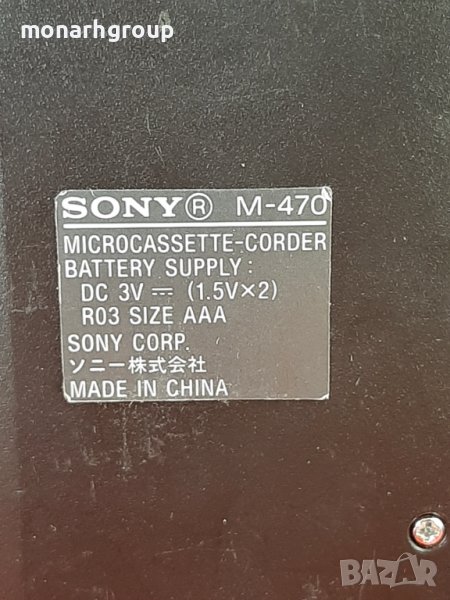 monarhgroup
SONY® M-470
MICROCASSETTE-CORDER
BATTERY SUPPLY:
DC 3V ⎓ (1.5V×2)
R03 SIZE AAA
SONY CORP.
ソニー株式会社
MADE IN CHINA
BAZAR